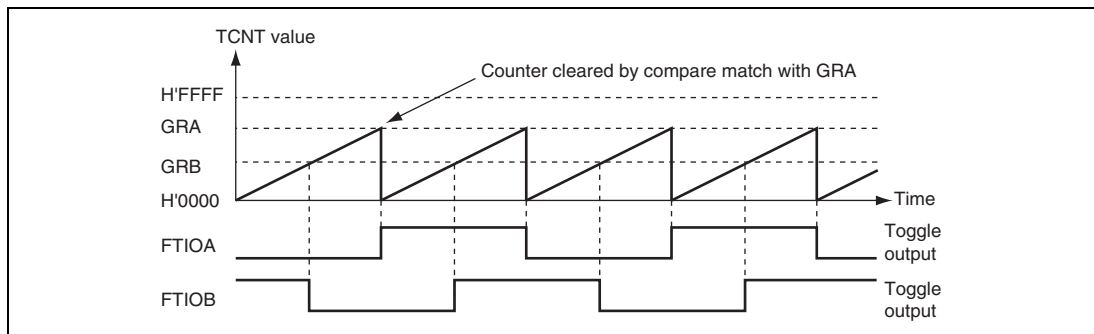 TCNT value
Counter cleared by compare match with GRA
H'FFFF
GRA
GRB
H'0000
Time
FTIOA
Toggle
output
FTIOB
Toggle
output